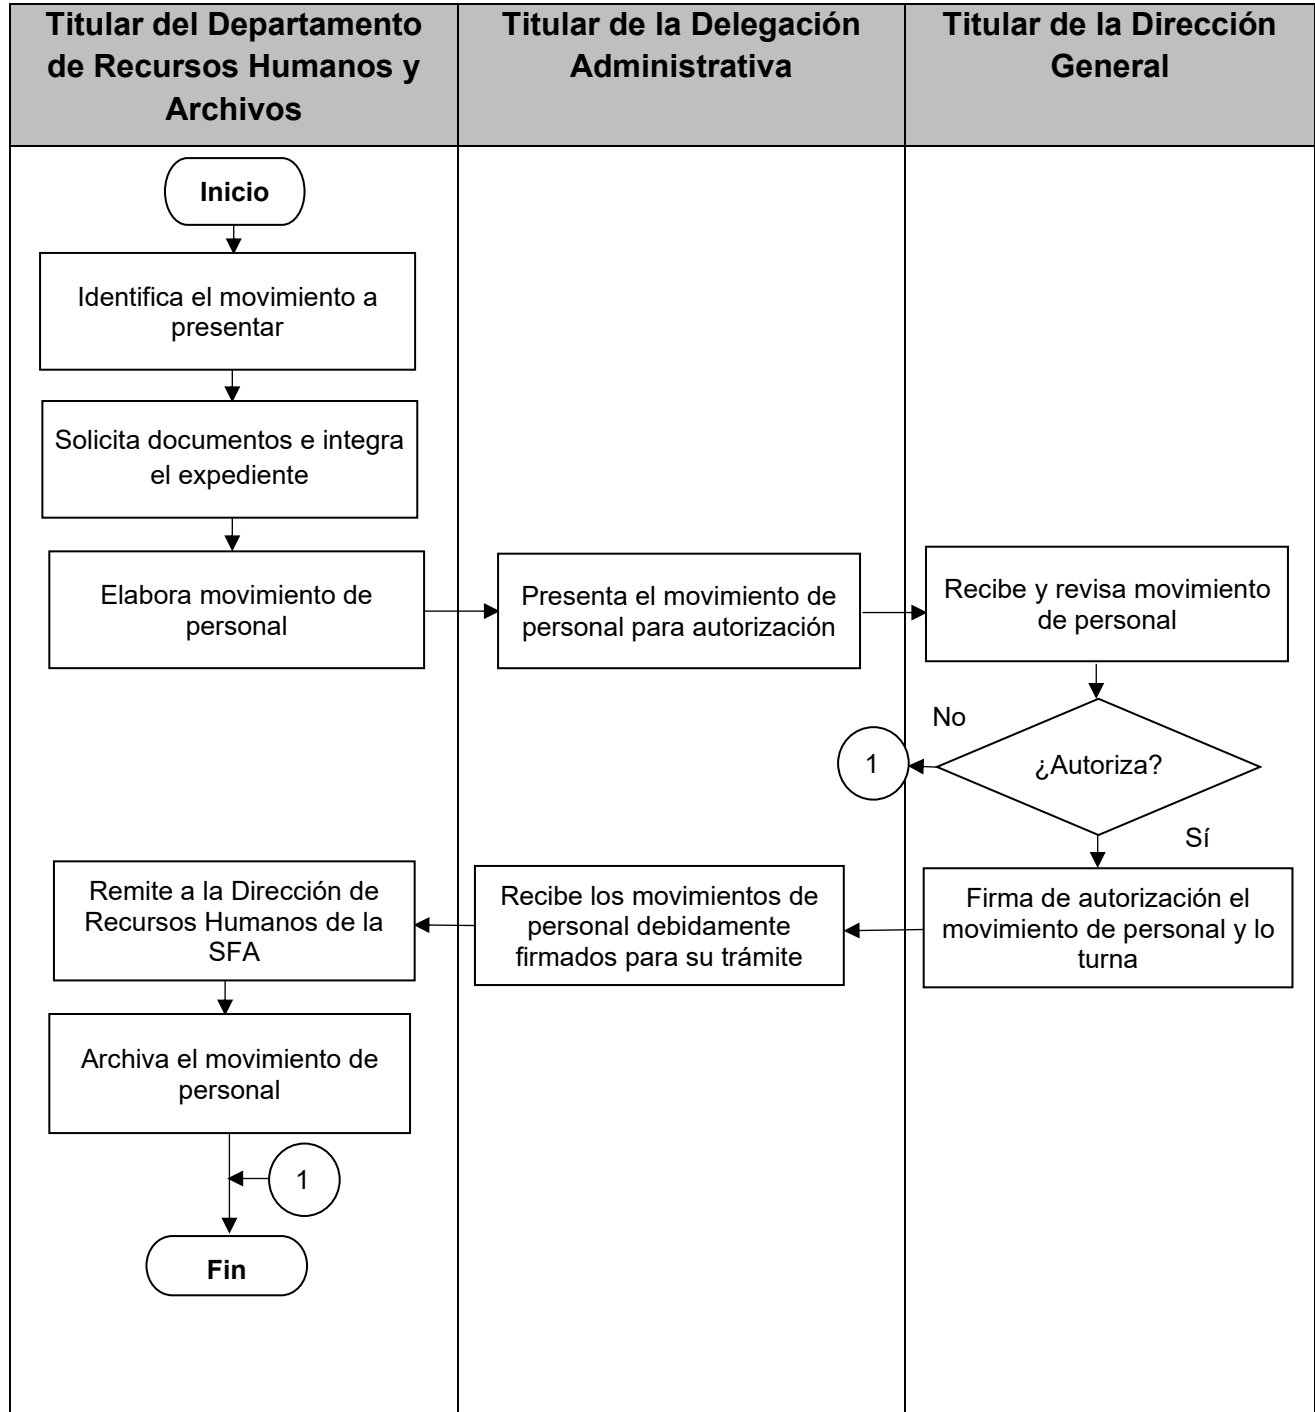 Titular del Departamento
de Recursos Humanos y
Archivos
Titular de la Delegación
Administrativa
Titular de la Dirección
General
Inicio
Identifica el movimiento a
presentar
Solicita documentos e integra
el expediente
Elabora movimiento de
personal
Presenta el movimiento de
personal para autorización
Recibe y revisa movimiento
de personal
No
1
¿Autoriza?
Sí
Remite a la Dirección de
Recursos Humanos de la
SFA
Recibe los movimientos de
personal debidamente
firmados para su trámite
Firma de autorización el
movimiento de personal y lo
turna
Archiva el movimiento de
personal
1
Fin